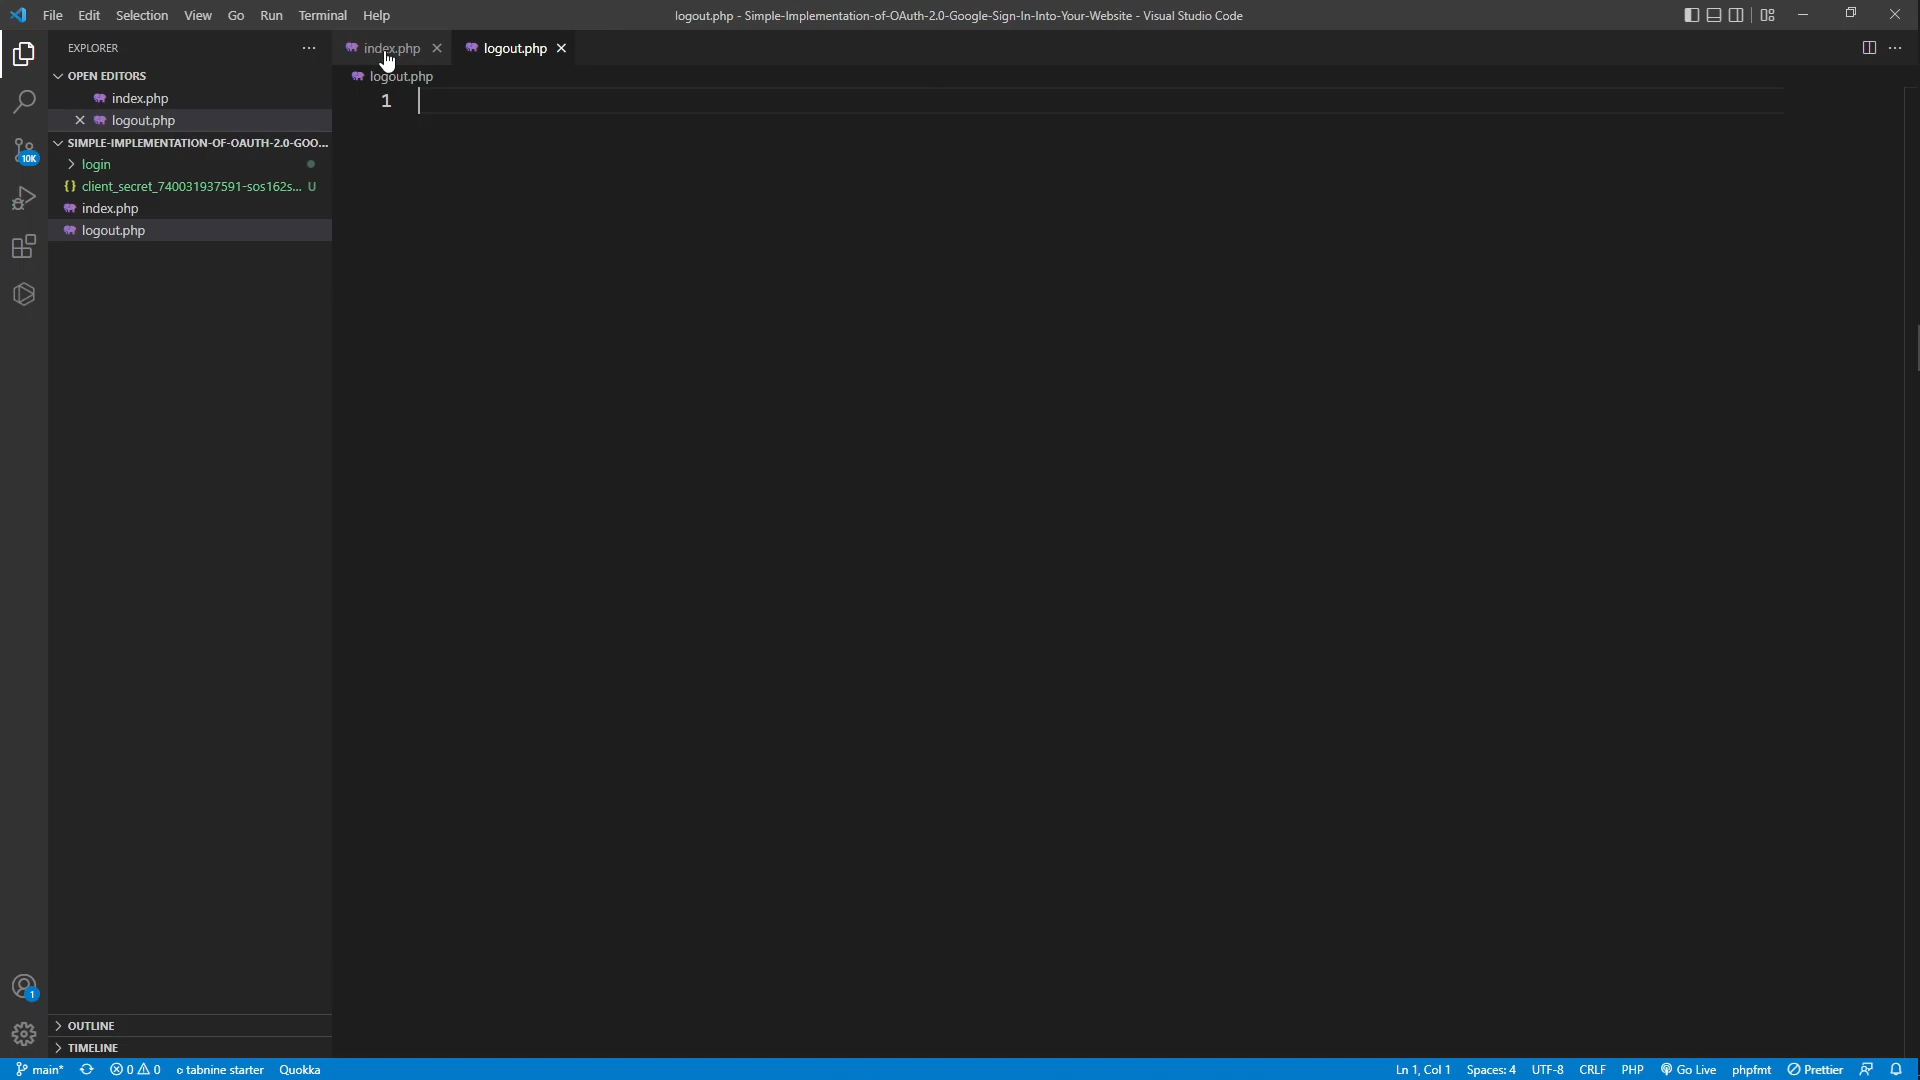 File Edit Selection View Go Run Terminal Help
logout.php - Simple-Implementation-of-OAuth-2.0-Google-Sign-In-Into-Your-Website - Visual Studio Code
EXPLORER
index.php
logout.php
logout.php
OPEN EDITORS
index.php
logout.php
SIMPLE-IMPLEMENTATION-OF-OAUTH-2.0-GOO...
login
{} client_secret_740031937591-sos162s... U
index.php
logout.php
1
10K
1
OUTLINE
TIMELINE
main* 0 0 tabnine starter Quokka
Ln 1, Col 1 Spaces: 4 UTF-8 CRLF PHP Go Live phpfmt Prettier